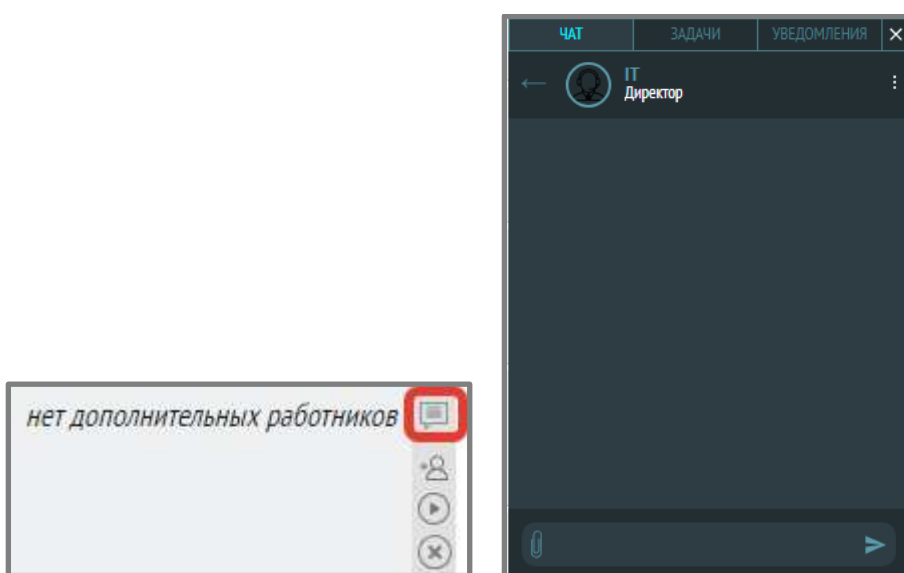 нет дополнительных работников
ЧАТ ЗАДАЧИ УВЕДОМЛЕНИЯ
IT
Директор